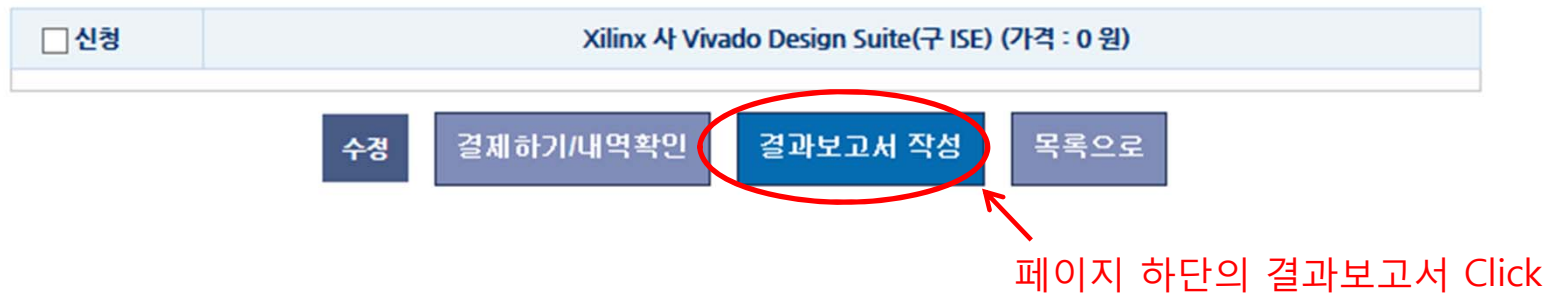 신청
Xilinx 사 Vivado Design Suite(구 ISE) (가격 : 0 원)
수정
결제하기/내역확인
결과보고서 작성
목록으로
페이지 하단의 결과보고서 Click